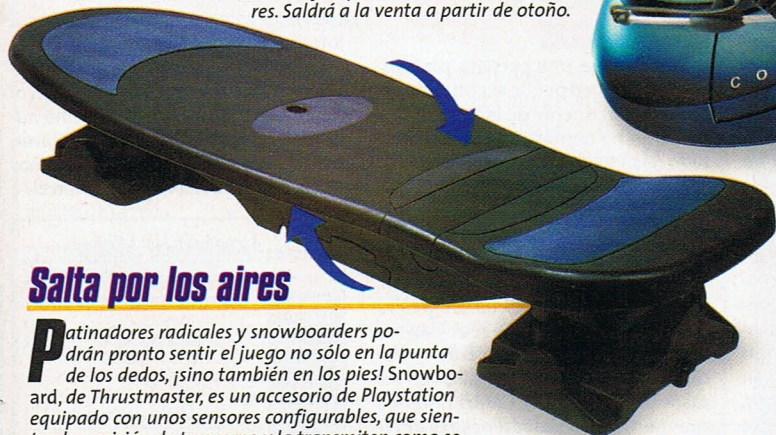 res. Saldrá a la venta a partir de otoño.
C O
Salta por los aires
Patinadores radicales y snowboarders po-
drán pronto sentir el juego no sólo en la punta
de los dedos, ¡sino también en los pies! Snowbo-
ard, de Thrustmaster, es un accesorio de Playstation
equipado con unos sensores configurables, que sien-